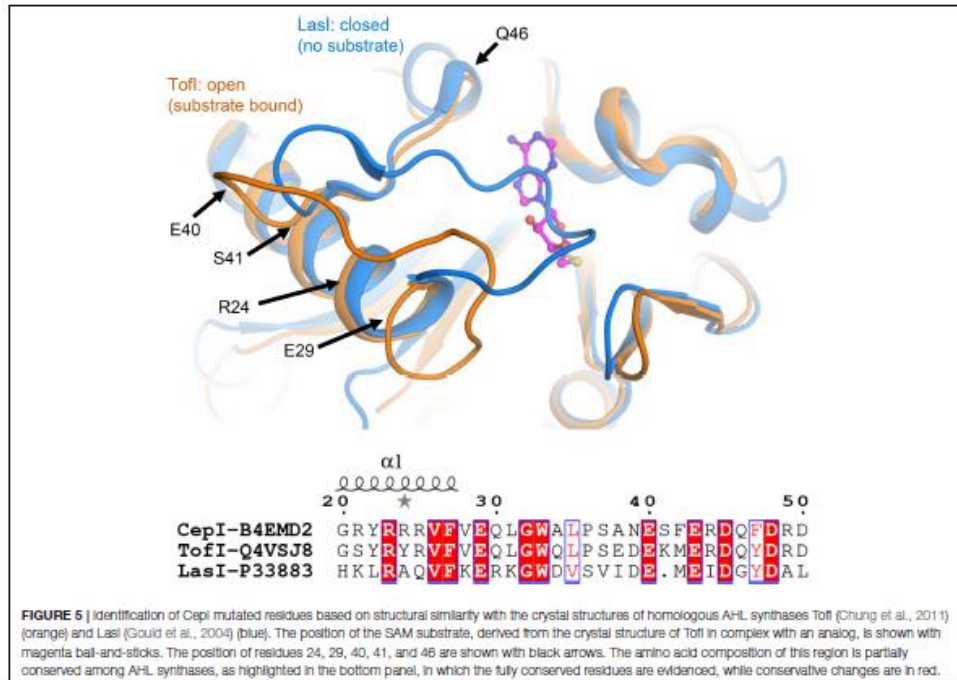 LasI: closed
(no substrate)
Q46
TofI: open
(substrate bound)
E40
S41
R24
E29
α1
20 30 40 50
CepI-B4EMD2 GRYRRRVFVEQLGWALPSANESFERDQFDRD
TofI-Q4VSJ8 GSYRYRVFVEQLGWQLPSEDEKMERDQYDRD
LasI-P33883 HKLRAQVFKERKGWDVSVIDE.MEIDGYDAL
FIGURE 5 | Identification of CepI mutated residues based on structural similarity with the crystal structures of homologous AHL synthases TofI (Chung et al., 2011)
(orange) and LasI (Gould et al., 2004) (blue). The position of the SAM substrate, derived from the crystal structure of TofI in complex with an analog, is shown with
magenta ball-and-sticks. The position of residues 24, 29, 40, 41, and 46 are shown with black arrows. The amino acid composition of this region is partially
conserved among AHL synthases, as highlighted in the bottom panel, in which the fully conserved residues are evidenced, while conservative changes are in red.